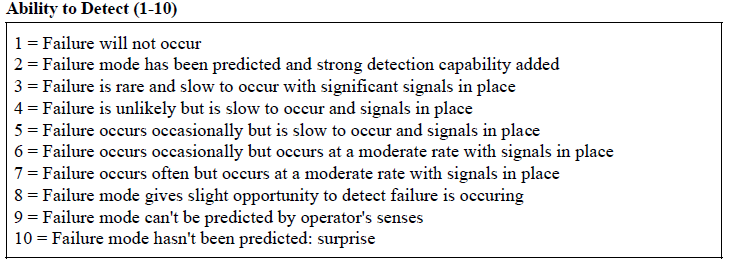 Ability to Detect (1-10)
1 = Failure will not occur
2 = Failure mode has been predicted and strong detection capability added
3 = Failure is rare and slow to occur with significant signals in place
4 = Failure is unlikely but is slow to occur and signals in place
5 = Failure occurs occasionally but is slow to occur and signals in place
6 = Failure occurs occasionally but occurs at a moderate rate with signals in place
7 = Failure occurs often but occurs at a moderate rate with signals in place
8 = Failure mode gives slight opportunity to detect failure is occuring
9 = Failure mode can't be predicted by operator's senses
10 = Failure mode hasn't been predicted: surprise